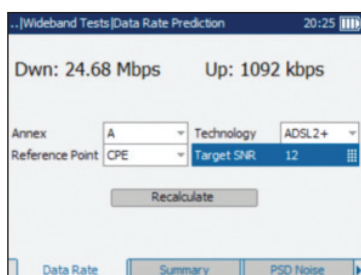 ..|Wideband Tests|Data Rate Prediction 20:25
Dwn: 24.68 Mbps Up: 1092 kbps
Annex A Technology ADSL2+
Reference Point CPE Target SNR 12
Recalculate
Data Rate Summary PSD Noise